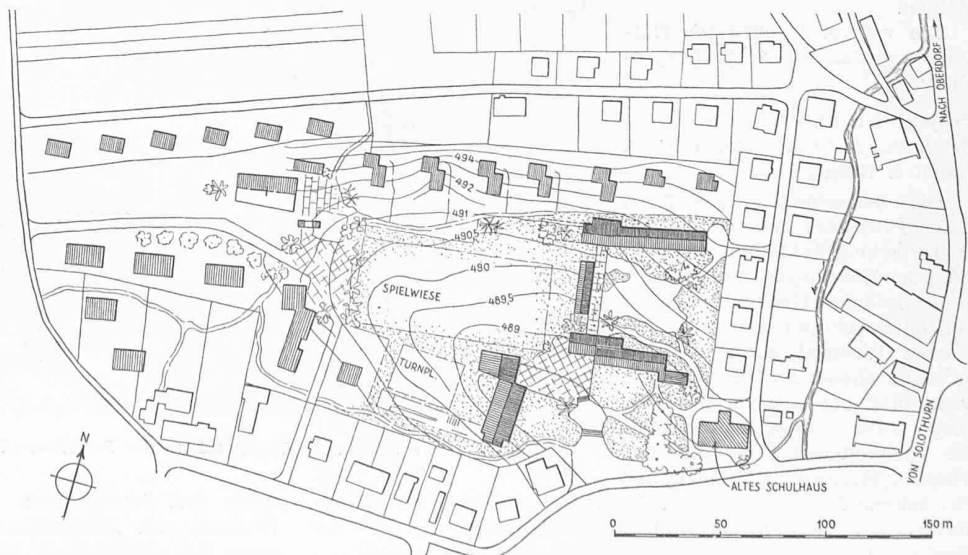 NACH OBERDORF
494
492
491
490,5
490
SPIELWIESE
489,5
489
TURNPL.
N
VON SOLOTHURN
ALTES SCHULHAUS
0 50 100 150 m